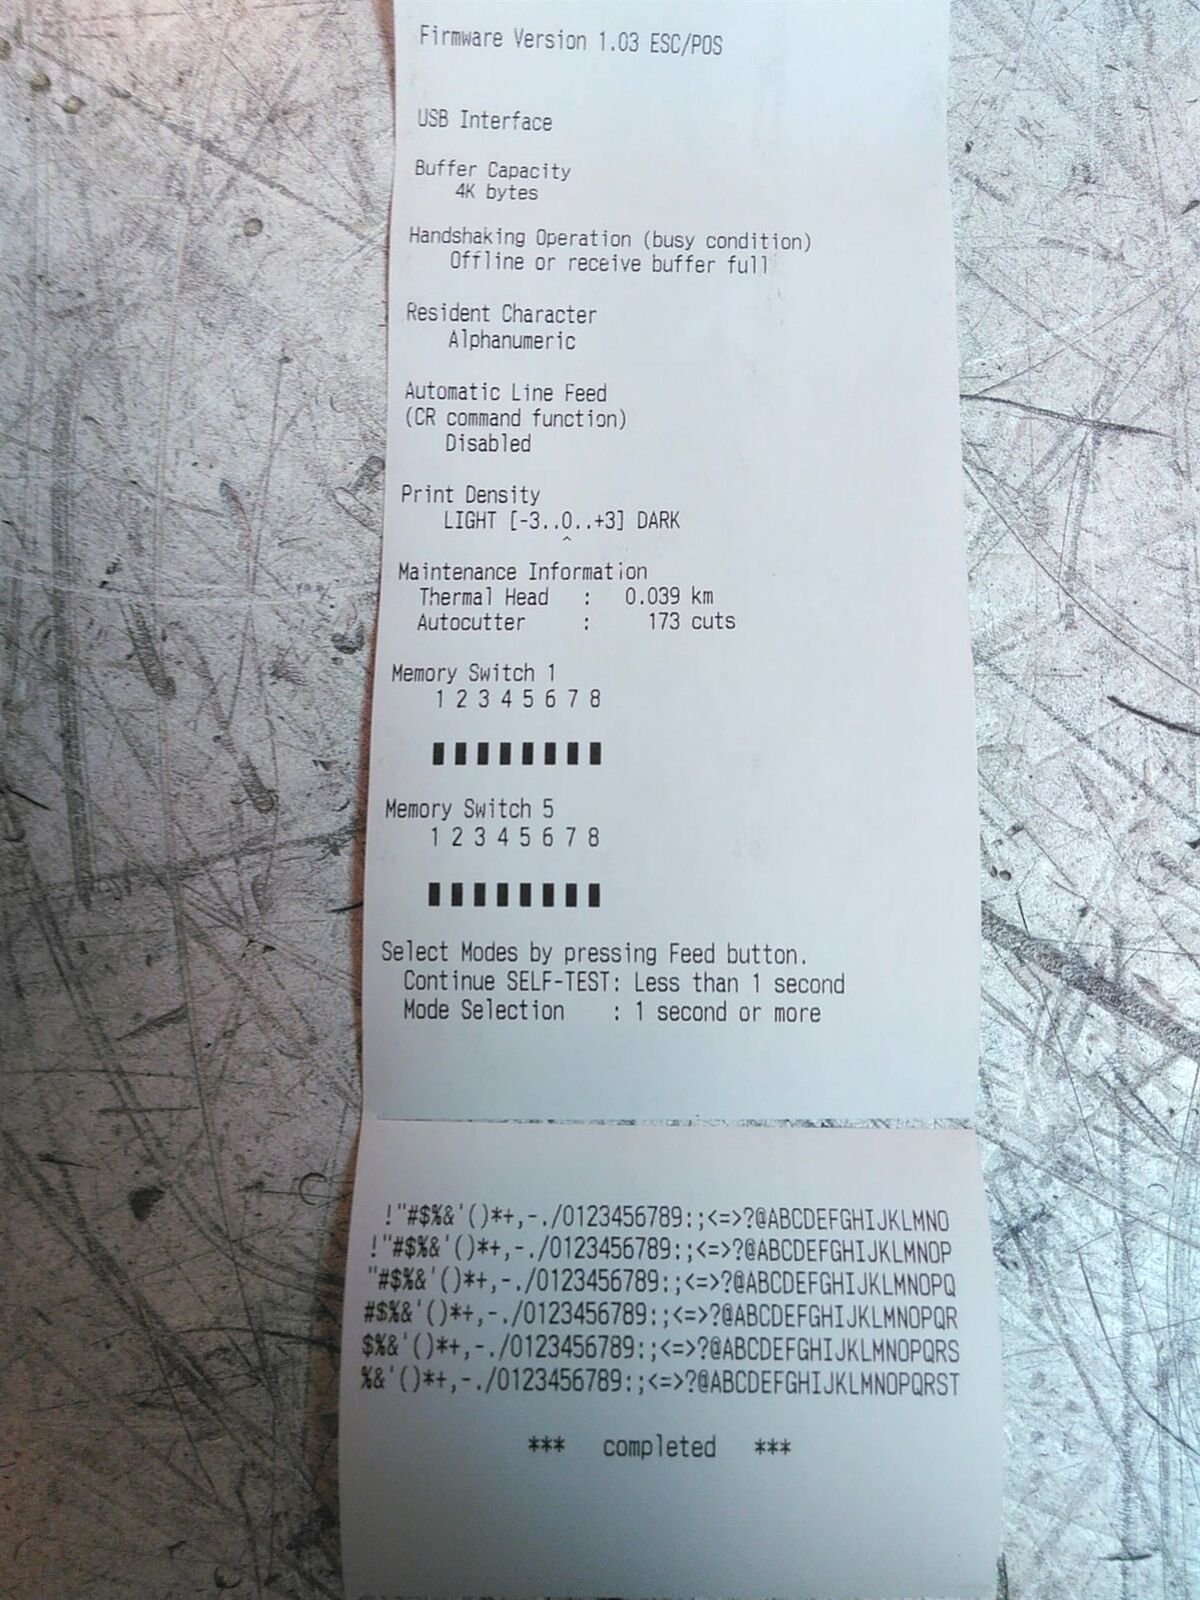 Firmware Version 1.03 ESC/POS
USB Interface
Buffer Capacity
4K bytes
Handshaking Operation (busy condition)
Offline or receive buffer full
Resident Character
Alphanumeric
Automatic Line Feed
(CR command function)
Disabled
Print Density
LIGHT [-3..0..+3] DARK
^
Maintenance Information
Thermal Head : 0.039 km
Autocutter : 173 cuts
Memory Switch 1
1 2 3 4 5 6 7 8
Memory Switch 5
1 2 3 4 5 6 7 8
Select Modes by pressing Feed button.
Continue SELF-TEST: Less than 1 second
Mode Selection : 1 second or more
!"#$%&'()*+,-./0123456789:;<=>?@ABCDEFGHIJKLMNO
!"#$%&'()*+,-./0123456789:;<=>?@ABCDEFGHIJKLMNOP
"#$%&'()*+,-./0123456789:;<=>?@ABCDEFGHIJKLMNOPQ
#$%&'()*+,-./0123456789:;<=>?@ABCDEFGHIJKLMNOPQR
$%&'()*+,-./0123456789:;<=>?@ABCDEFGHIJKLMNOPQRS
%&'()*+,-./0123456789:;<=>?@ABCDEFGHIJKLMNOPQRST
*** completed ***